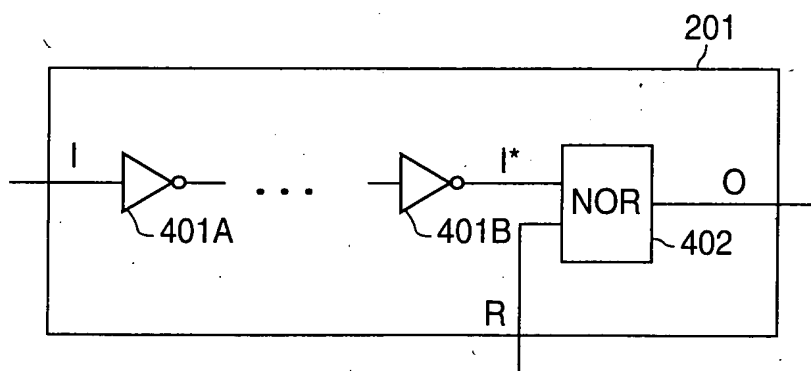 201
I
401A
. . .
401B
I*
NOR
402
O
R